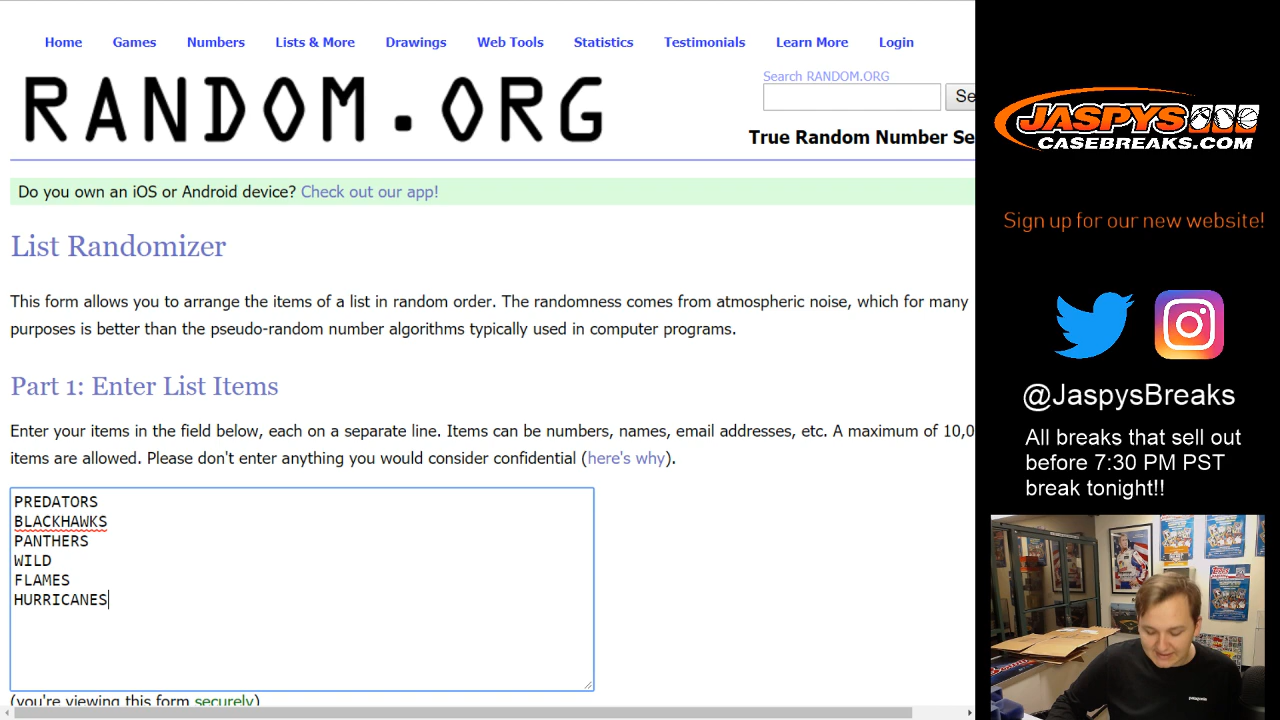 Home Games Numbers Lists & More Drawings Web Tools Statistics Testimonials Learn More Login
RANDOM.ORG
Search RANDOM.ORG
Se
True Random Number Se
Do you own an iOS or Android device? Check out our app!
List Randomizer
This form allows you to arrange the items of a list in random order. The randomness comes from atmospheric noise, which for many
purposes is better than the pseudo-random number algorithms typically used in computer programs.
Part 1: Enter List Items
Enter your items in the field below, each on a separate line. Items can be numbers, names, email addresses, etc. A maximum of 10,0
items are allowed. Please don't enter anything you would consider confidential (here's why).
PREDATORS
BLACKHAWKS
PANTHERS
WILD
FLAMES
HURRICANES
(you're viewing this form securely)
JASPYS
CASEBREAKS.COM
Sign up for our new website!
@JaspysBreaks
All breaks that sell out
before 7:30 PM PST
break tonight!!